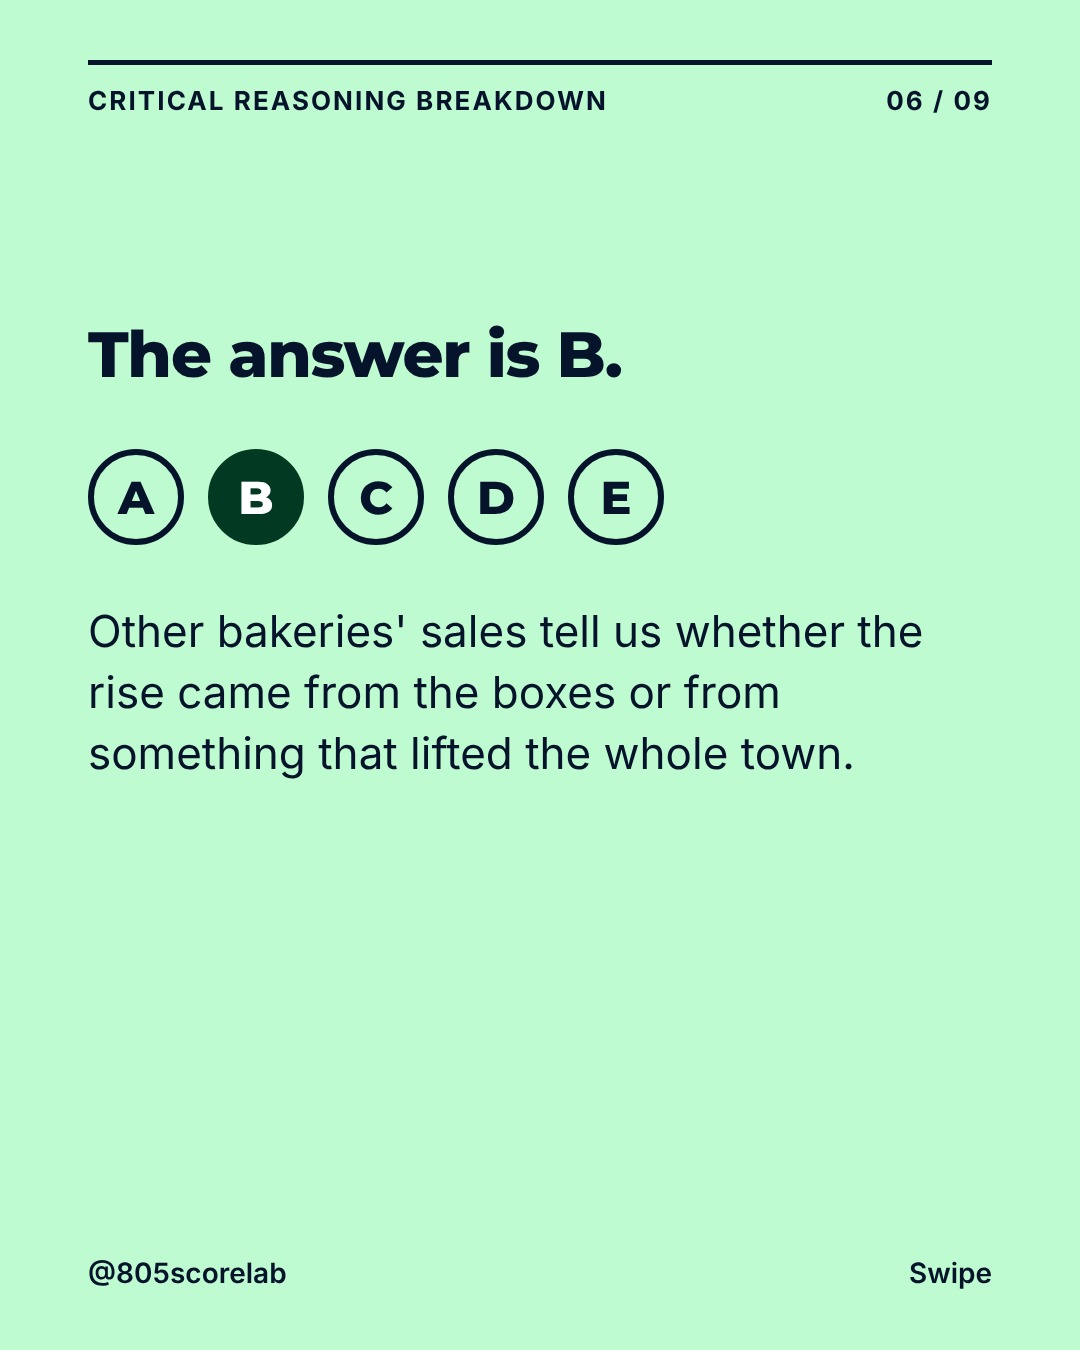 CRITICAL REASONING BREAKDOWN
06 / 09
The answer is B.
A B C D E
Other bakeries' sales tell us whether the
rise came from the boxes or from
something that lifted the whole town.
@805scorelab
Swipe